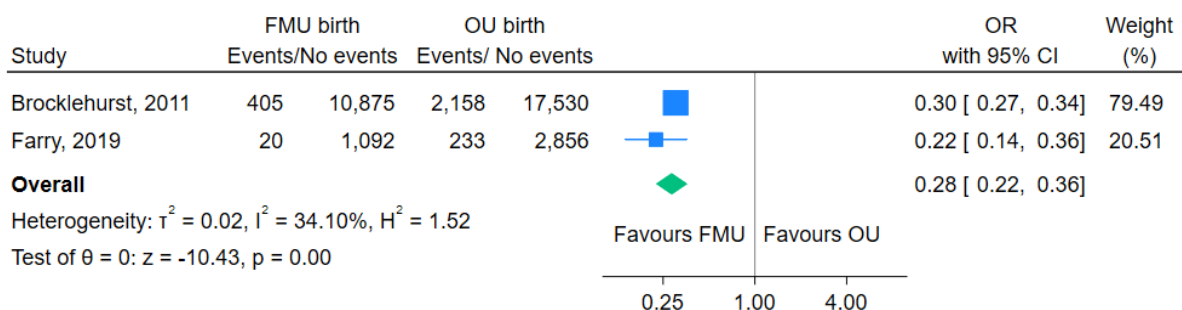 FMU birth OU birth OR Weight
Study Events/No events Events/ No events with 95% CI (%)
Brocklehurst, 2011 405 10,875 2,158 17,530 0.30 [ 0.27, 0.34] 79.49
Farry, 2019 20 1,092 233 2,856 0.22 [ 0.14, 0.36] 20.51
Overall 0.28 [ 0.22, 0.36]
Heterogeneity: τ² = 0.02, I² = 34.10%, H² = 1.52
Favours FMU Favours OU
Test of θ = 0: z = -10.43, p = 0.00
0.25 1.00 4.00